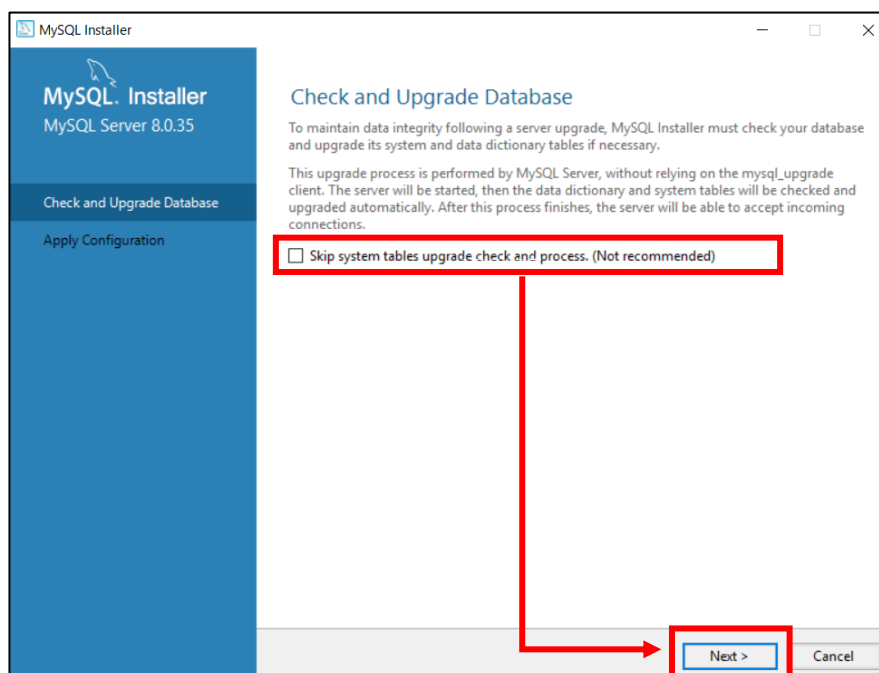 MySQL Installer
MySQL. Installer
MySQL Server 8.0.35
Check and Upgrade Database
Apply Configuration
Check and Upgrade Database
To maintain data integrity following a server upgrade, MySQL Installer must check your database
and upgrade its system and data dictionary tables if necessary.
This upgrade process is performed by MySQL Server, without relying on the mysql_upgrade
client. The server will be started, then the data dictionary and system tables will be checked and
upgraded automatically. After this process finishes, the server will be able to accept incoming
connections.
Skip system tables upgrade check and process. (Not recommended)
Next >
Cancel